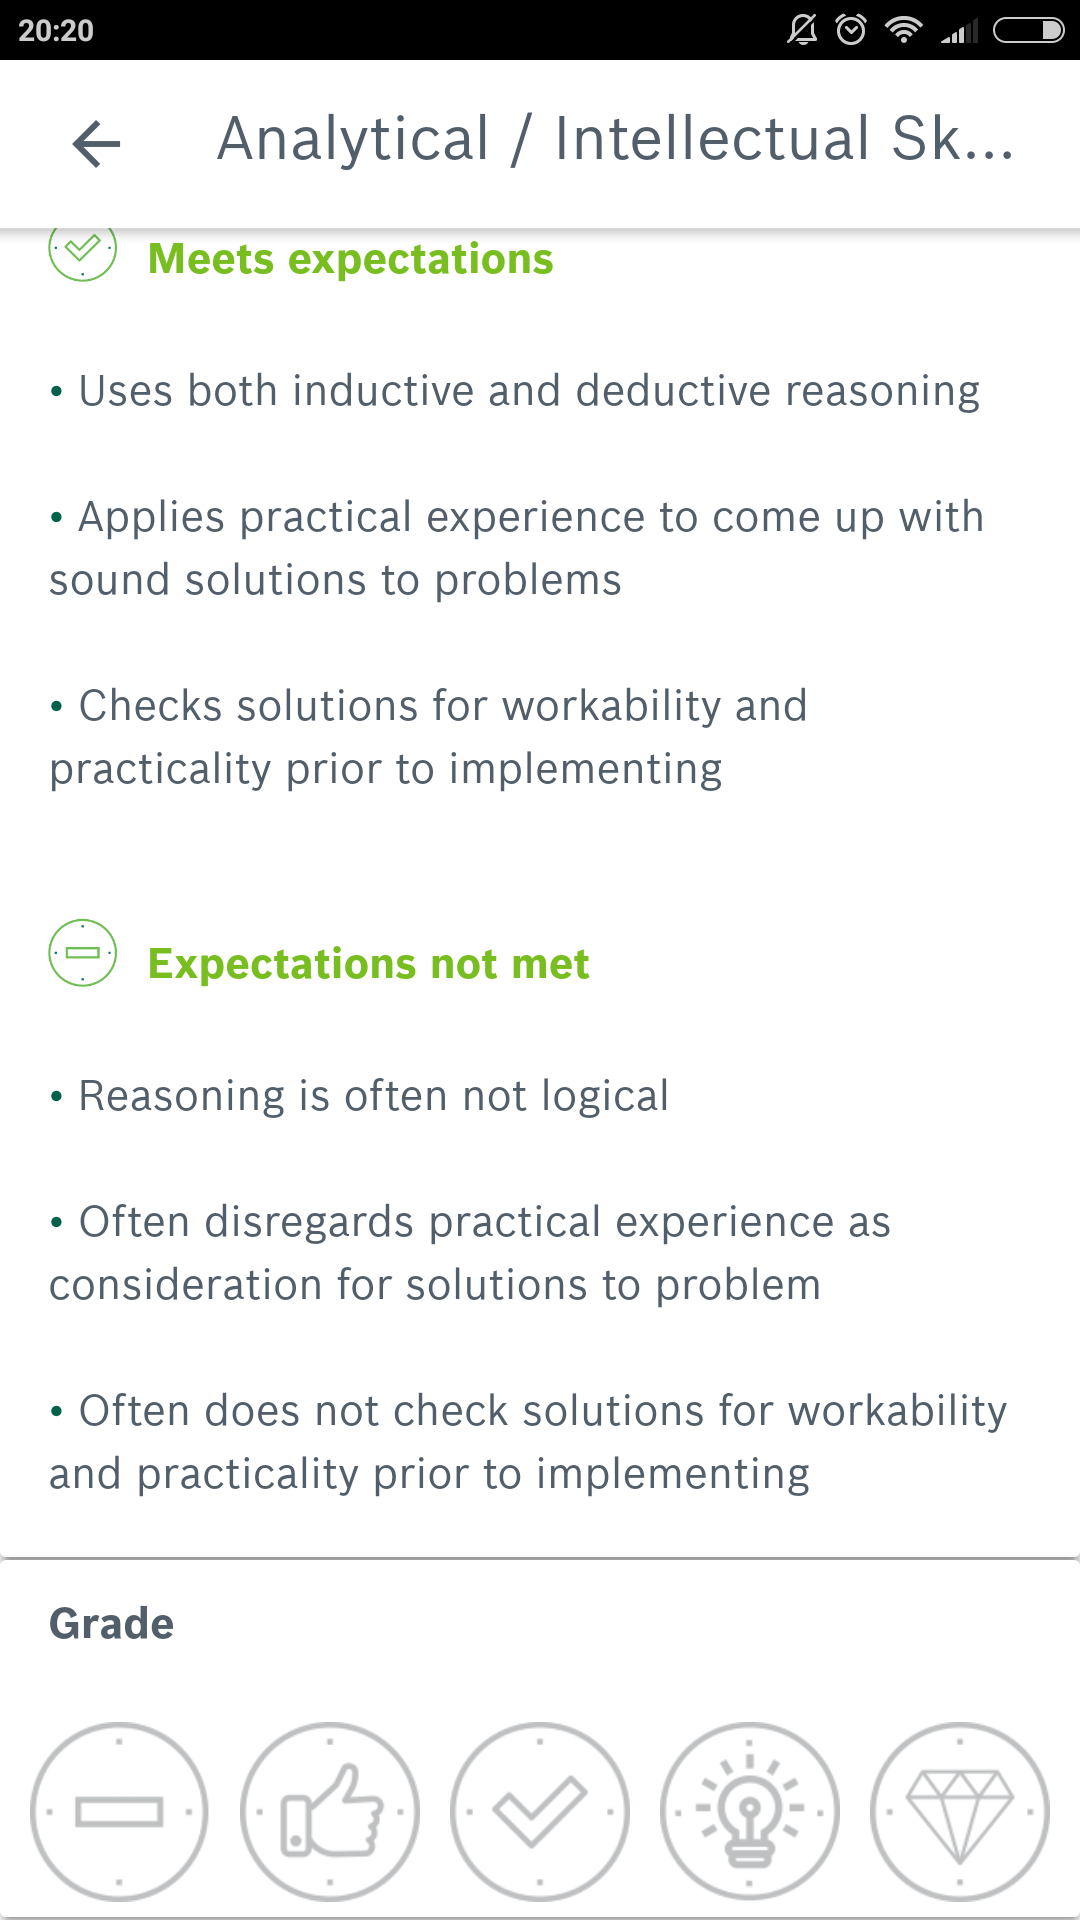 20:20
Analytical / Intellectual Sk...
Meets expectations
• Uses both inductive and deductive reasoning
• Applies practical experience to come up with
sound solutions to problems
• Checks solutions for workability and
practicality prior to implementing
Expectations not met
• Reasoning is often not logical
• Often disregards practical experience as
consideration for solutions to problem
• Often does not check solutions for workability
and practicality prior to implementing
Grade